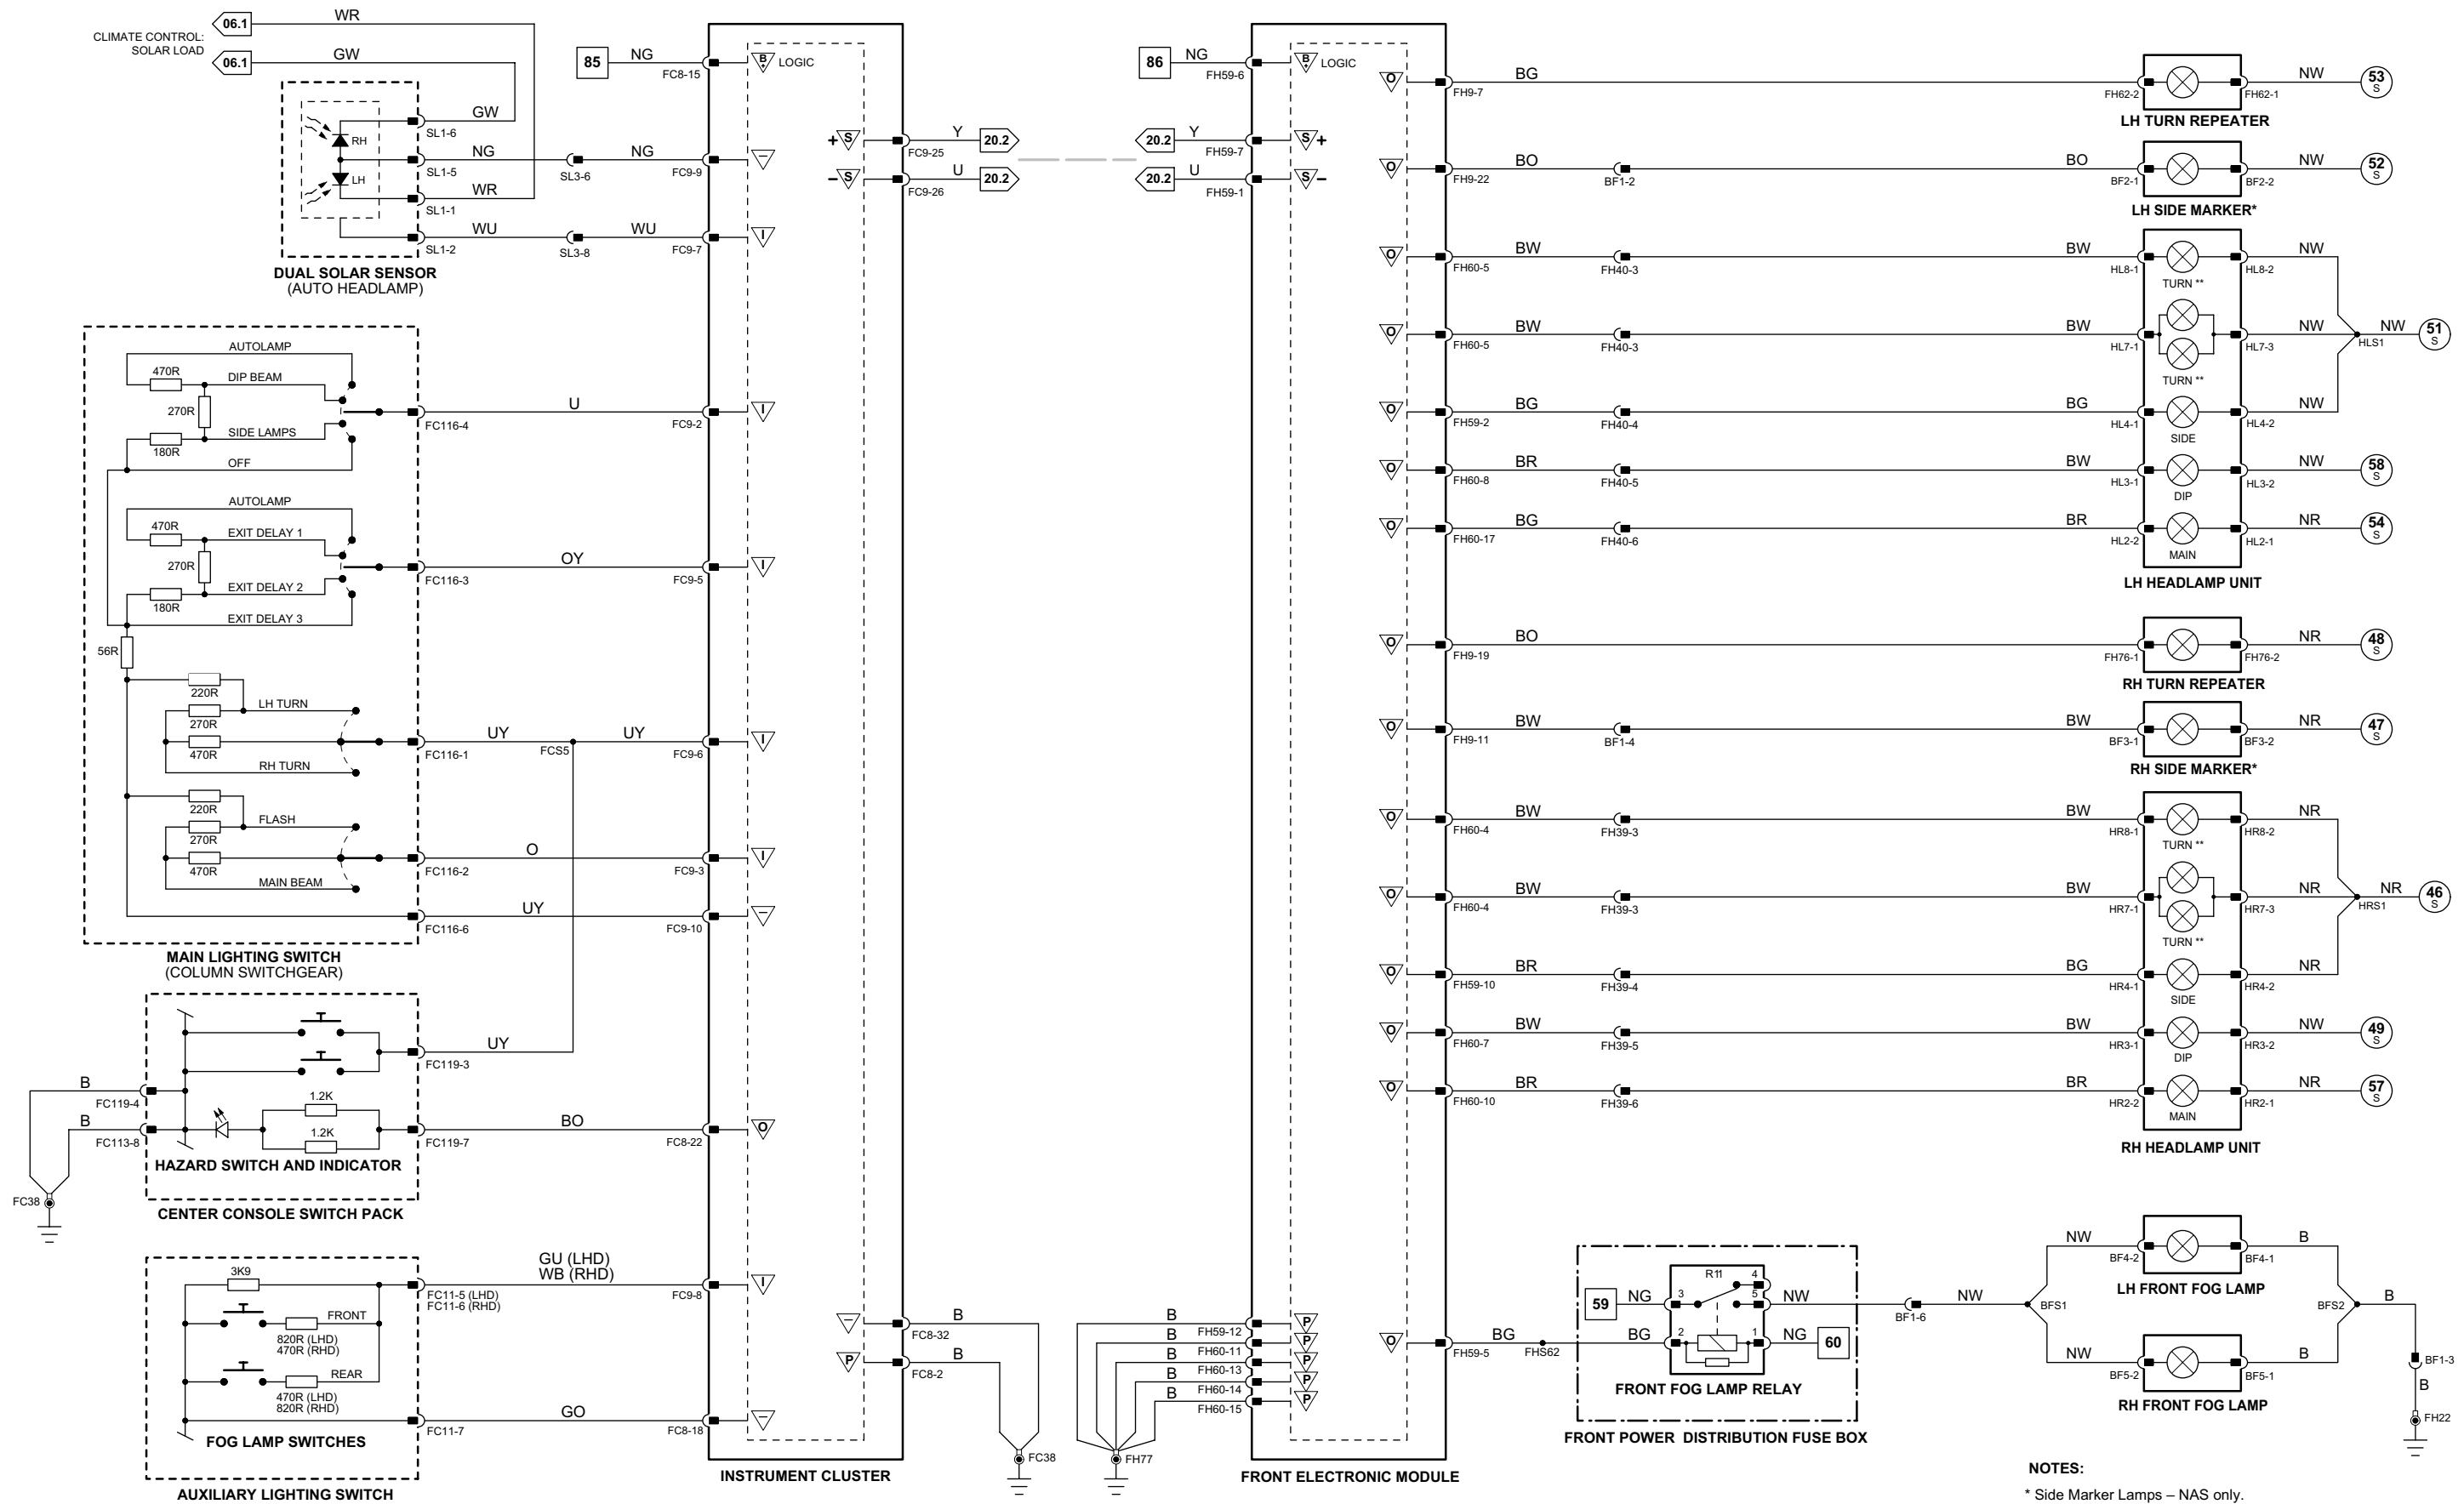 06.1
WR
CLIMATE CONTROL:
SOLAR LOAD
06.1
GW
SL1-6
GW
RH
SL1-5
NG
SL3-6
NG
FC9-9
LH
SL1-1
WR
SL1-2
WU
SL3-8
WU
FC9-7
I
DUAL SOLAR SENSOR
(AUTO HEADLAMP)
AUTOLAMP
470R
DIP BEAM
270R
SIDE LAMPS
180R
OFF
FC116-4
U
FC9-2
I
AUTOLAMP
470R
EXIT DELAY 1
270R
EXIT DELAY 2
180R
EXIT DELAY 3
FC116-3
OY
FC9-5
I
56R
220R
LH TURN
270R
470R
RH TURN
FC116-1
UY
FCS5
UY
FC9-6
I
220R
FLASH
270R
470R
MAIN BEAM
FC116-2
O
FC9-3
I
FC116-6
UY
FC9-10
MAIN LIGHTING SWITCH
(COLUMN SWITCHGEAR)
UY
FC119-3
B
FC119-4
B
FC113-8
1.2K
1.2K
FC119-7
BO
FC8-22
O
HAZARD SWITCH AND INDICATOR
FC38
CENTER CONSOLE SWITCH PACK
3K9
FRONT
820R (LHD)
470R (RHD)
REAR
470R (LHD)
820R (RHD)
GU (LHD)
WB (RHD)
FC11-5 (LHD)
FC11-6 (RHD)
FC9-8
I
FC11-7
GO
FC8-18
FOG LAMP SWITCHES
AUXILIARY LIGHTING SWITCH
85
NG
FC8-15
B+
LOGIC
+ S
FC9-25
Y
20.2
– S
FC9-26
U
20.2
FC8-32
B
P
FC8-2
B
FC38
INSTRUMENT CLUSTER
86
NG
FH59-6
B+
LOGIC
20.2
Y
FH59-7
S +
20.2
U
FH59-1
S –
B
FH59-12
P
B
FH60-11
P
B
FH60-13
P
B
FH60-14
P
B
FH60-15
P
FH77
FRONT ELECTRONIC MODULE
O
FH9-7
BG
FH62-2
FH62-1
NW
53
S
LH TURN REPEATER
O
FH9-22
BO
BF1-2
BO
BF2-1
BF2-2
NW
52
S
LH SIDE MARKER*
O
FH60-5
BW
FH40-3
BW
HL8-1
TURN **
HL8-2
NW
O
FH60-5
BW
FH40-3
BW
HL7-1
TURN **
HL7-3
NW
HLS1
NW
51
S
O
FH59-2
BG
FH40-4
BG
HL4-1
SIDE
HL4-2
NW
O
FH60-8
BR
FH40-5
BW
HL3-1
DIP
HL3-2
NW
58
S
O
FH60-17
BG
FH40-6
BR
HL2-2
MAIN
HL2-1
NR
54
S
LH HEADLAMP UNIT
O
FH9-19
BO
FH76-1
FH76-2
NR
48
S
RH TURN REPEATER
O
FH9-11
BW
BF1-4
BW
BF3-1
BF3-2
NR
47
S
RH SIDE MARKER*
O
FH60-4
BW
FH39-3
BW
HR8-1
TURN **
HR8-2
NR
O
FH60-4
BW
FH39-3
BW
HR7-1
TURN **
HR7-3
NR
HRS1
NR
46
S
O
FH59-10
BR
FH39-4
BG
HR4-1
SIDE
HR4-2
NR
O
FH60-7
BW
FH39-5
BW
HR3-1
DIP
HR3-2
NW
49
S
O
FH60-10
BR
FH39-6
BR
HR2-2
MAIN
HR2-1
NR
57
S
RH HEADLAMP UNIT
O
FH59-5
BG
FHS62
BG
59
NG
3
R11
4
5
2
1
NW
NG
60
FRONT FOG LAMP RELAY
FRONT POWER DISTRIBUTION FUSE BOX
BF1-6
NW
BFS1
NW
BF4-2
BF4-1
B
LH FRONT FOG LAMP
NW
BF5-2
BF5-1
B
RH FRONT FOG LAMP
BFS2
B
BF1-3
B
FH22
NOTES:
* Side Marker Lamps – NAS only.